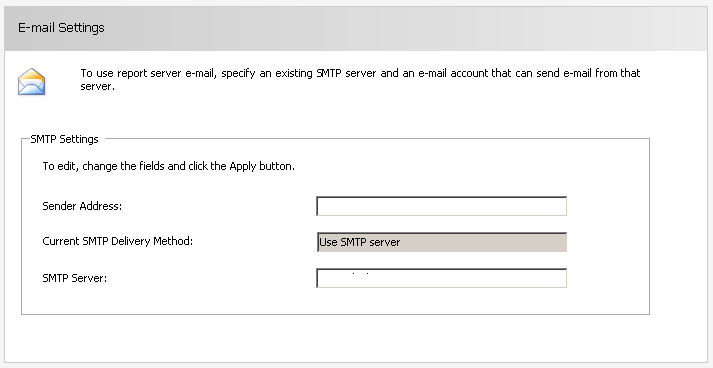 E-mail Settings
To use report server e-mail, specify an existing SMTP server and an e-mail account that can send e-mail from that
server.
SMTP Settings
To edit, change the fields and click the Apply button.
Sender Address:
Current SMTP Delivery Method:
Use SMTP server
SMTP Server: